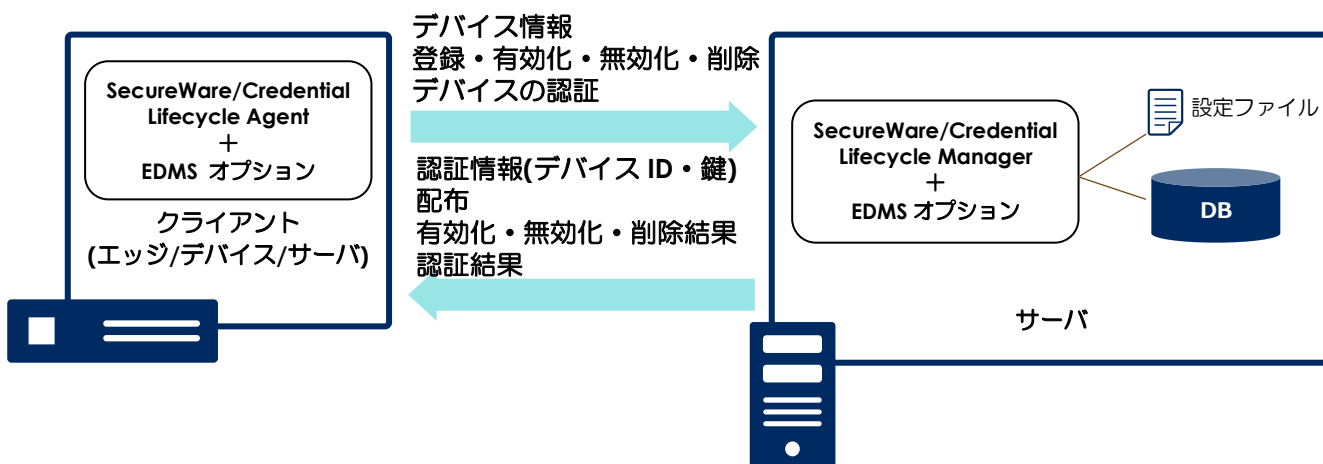 SecureWare/Credential
Lifecycle Agent
+
EDMS オプション
クライアント
(エッジ/デバイス/サーバ)
デバイス情報
登録・有効化・無効化・削除
デバイスの認証
認証情報(デバイス ID・鍵)
配布
有効化・無効化・削除結果
認証結果
SecureWare/Credential
Lifecycle Manager
+
EDMS オプション
設定ファイル
DB
サーバ